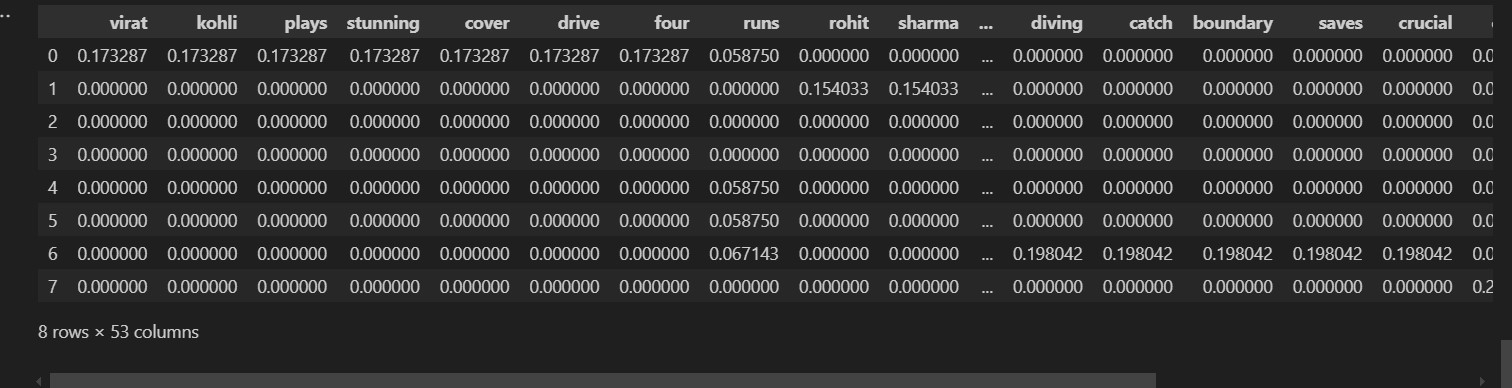 virat kohli plays stunning cover drive four runs rohit sharma ... diving catch boundary saves crucial
0 0.173287 0.173287 0.173287 0.173287 0.173287 0.173287 0.173287 0.058750 0.000000 0.000000 ... 0.000000 0.000000 0.000000 0.000000 0.000000 0.0
1 0.000000 0.000000 0.000000 0.000000 0.000000 0.000000 0.000000 0.000000 0.154033 0.154033 ... 0.000000 0.000000 0.000000 0.000000 0.000000 0.0
2 0.000000 0.000000 0.000000 0.000000 0.000000 0.000000 0.000000 0.000000 0.000000 0.000000 ... 0.000000 0.000000 0.000000 0.000000 0.000000 0.0
3 0.000000 0.000000 0.000000 0.000000 0.000000 0.000000 0.000000 0.000000 0.000000 0.000000 ... 0.000000 0.000000 0.000000 0.000000 0.000000 0.0
4 0.000000 0.000000 0.000000 0.000000 0.000000 0.000000 0.000000 0.058750 0.000000 0.000000 ... 0.000000 0.000000 0.000000 0.000000 0.000000 0.0
5 0.000000 0.000000 0.000000 0.000000 0.000000 0.000000 0.000000 0.058750 0.000000 0.000000 ... 0.000000 0.000000 0.000000 0.000000 0.000000 0.0
6 0.000000 0.000000 0.000000 0.000000 0.000000 0.000000 0.000000 0.067143 0.000000 0.000000 ... 0.198042 0.198042 0.198042 0.198042 0.198042 0.0
7 0.000000 0.000000 0.000000 0.000000 0.000000 0.000000 0.000000 0.000000 0.000000 0.000000 ... 0.000000 0.000000 0.000000 0.000000 0.000000 0.2
8 rows × 53 columns